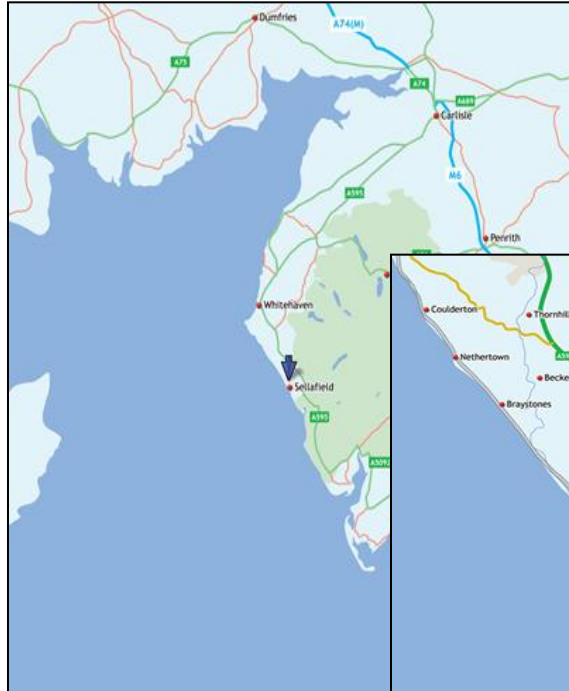 Dumfries
A74(M)
A75
A74
A689
Carlisle
M6
A595
Penrith
Whitehaven
Sellafield
A595
Coulderton
Thornhill
Nethertown
Braystones